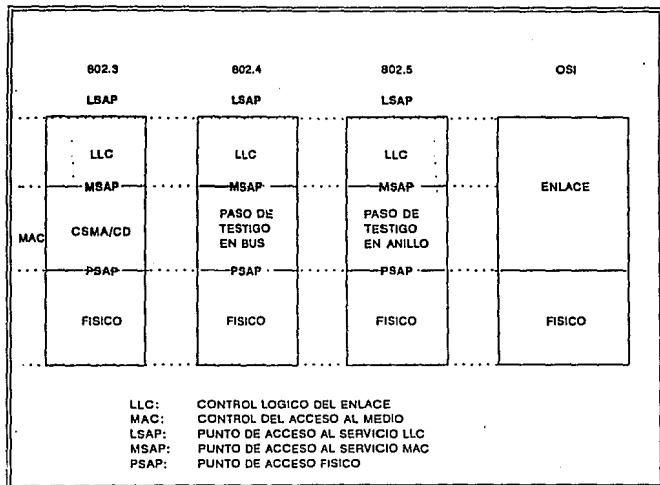 802.3 802.4 802.5 OSI
LSAP LSAP LSAP
LLC LLC LLC
MSAP MSAP MSAP ENLACE
MAC CSMA/CD PASO DE TESTIGO EN BUS PASO DE TESTIGO EN ANILLO
PSAP PSAP PSAP
FISICO FISICO FISICO FISICO
LLC: CONTROL LOGICO DEL ENLACE
MAC: CONTROL DEL ACCESO AL MEDIO
LSAP: PUNTO DE ACCESO AL SERVICIO LLC
MSAP: PUNTO DE ACCESO AL SERVICIO MAC
PSAP: PUNTO DE ACCESO FISICO